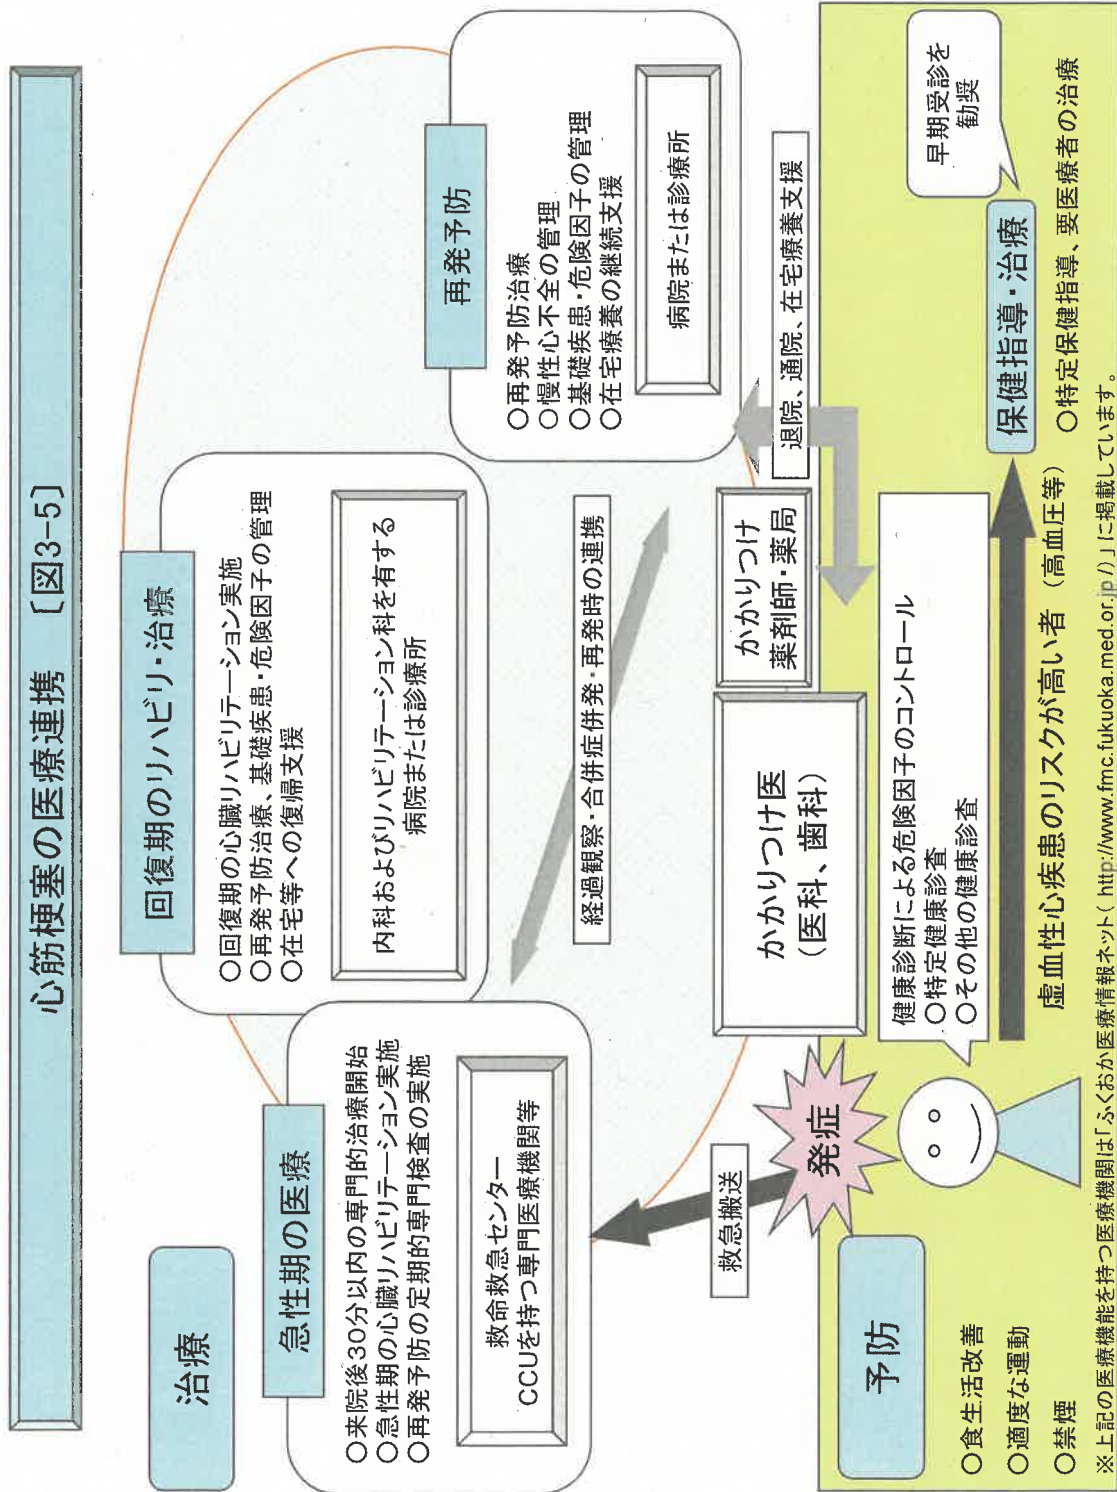 心筋梗塞の医療連携 〔図3-5〕
治療
急性期の医療
○来院後30分以内の専門的治療開始
○急性期の心臓リハビリテーション実施
○再発予防の定期的専門検査の実施
救命救急センター
CCUを持つ専門医療機関等
回復期のリハビリ・治療
○回復期の心臓リハビリテーション実施
○再発予防治療、基礎疾患・危険因子の管理
○在宅等への復帰支援
内科およびリハビリテーション科を有する
病院または診療所
再発予防
○再発予防治療
○慢性心不全の管理
○基礎疾患・危険因子の管理
○在宅療養の継続支援
病院または診療所
経過観察・合併症併発・再発時の連携
救急搬送
発症
かかりつけ医
(医科、歯科)
かかりつけ
薬剤師・薬局
退院、通院、在宅療養支援
予防
○食生活改善
○適度な運動
○禁煙
健康診断による危険因子のコントロール
○特定健康診査
○その他の健康診査
虚血性心疾患のリスクが高い者 (高血圧等)
保健指導・治療
早期受診を
勧奨
○特定保健指導、要医療者の治療
※上記の医療機能を持つ医療機関は「ふくおか医療情報ネット( http://www.fmc.fukuoka.med.or.jp /)」に掲載しています。